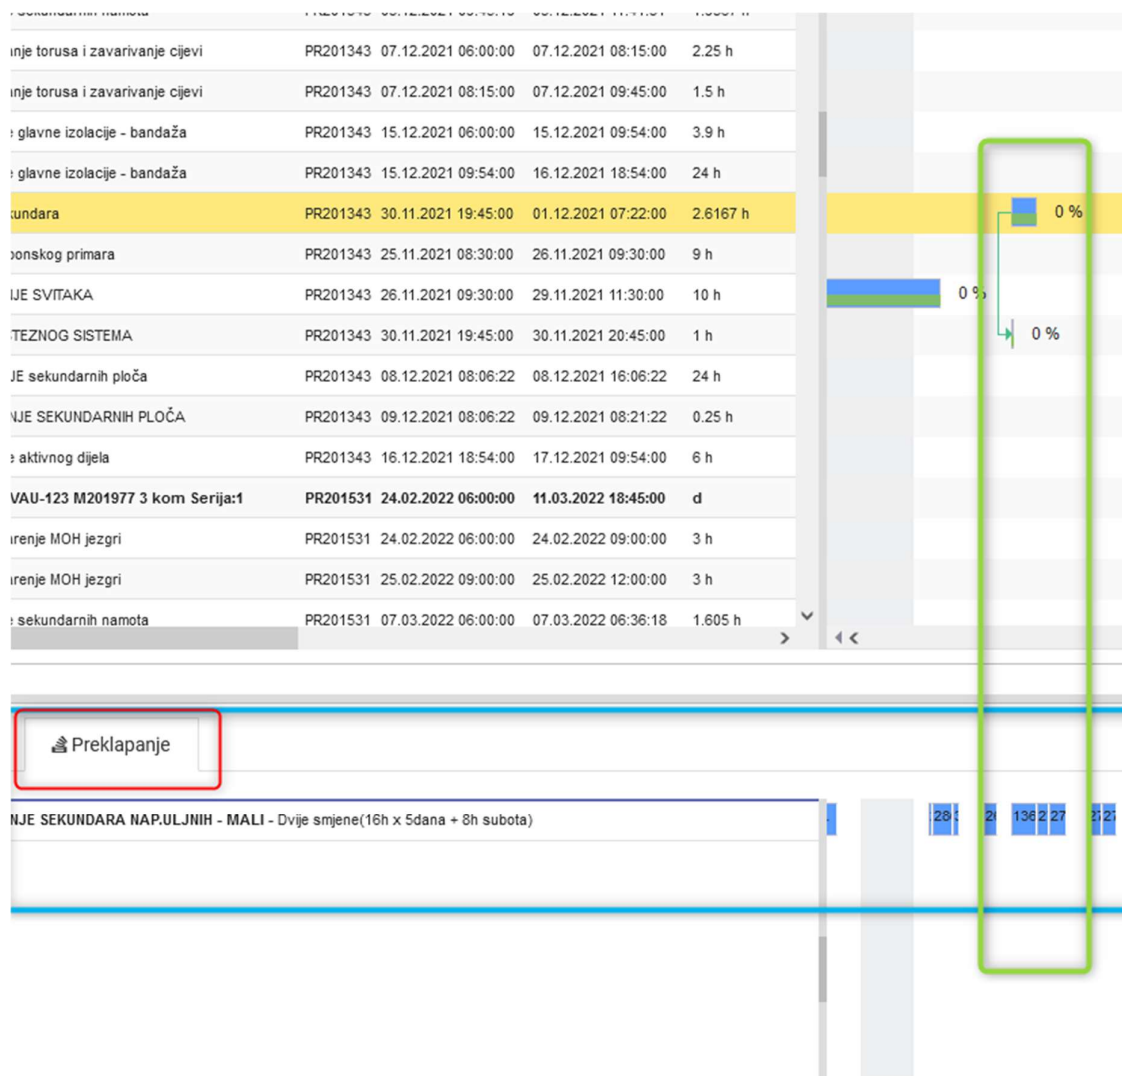 nje torusa i zavarivanje cijevi PR201343 07.12.2021 06:00:00 07.12.2021 08:15:00 2.25 h
nje torusa i zavarivanje cijevi PR201343 07.12.2021 08:15:00 07.12.2021 09:45:00 1.5 h
e glavne izolacije - bandaža PR201343 15.12.2021 06:00:00 15.12.2021 09:54:00 3.9 h
e glavne izolacije - bandaža PR201343 15.12.2021 09:54:00 16.12.2021 18:54:00 24 h
kundara PR201343 30.11.2021 19:45:00 01.12.2021 07:22:00 2.6167 h 0 %
ponskog primara PR201343 25.11.2021 08:30:00 26.11.2021 09:30:00 9 h
NJE SVITAKA PR201343 26.11.2021 09:30:00 29.11.2021 11:30:00 10 h 0 %
TEZNOG SISTEMA PR201343 30.11.2021 19:45:00 30.11.2021 20:45:00 1 h 0 %
JE sekundarnih ploča PR201343 08.12.2021 08:06:22 08.12.2021 16:06:22 24 h
NJE SEKUNDARNIH PLOČA PR201343 09.12.2021 08:06:22 09.12.2021 08:21:22 0.25 h
e aktivnog dijela PR201343 16.12.2021 18:54:00 17.12.2021 09:54:00 6 h
VAU-123 M201977 3 kom Serija:1 PR201531 24.02.2022 06:00:00 11.03.2022 18:45:00 d
arenje MOH jezgri PR201531 24.02.2022 06:00:00 24.02.2022 09:00:00 3 h
arenje MOH jezgri PR201531 25.02.2022 09:00:00 25.02.2022 12:00:00 3 h
e sekundarnih namota PR201531 07.03.2022 06:00:00 07.03.2022 06:36:18 1.605 h
Preklapanje
NJE SEKUNDARA NAP.ULJNIH - MALI - Dvije smjene(16h x 5dana + 8h subota) 28 136 2 27 27 27